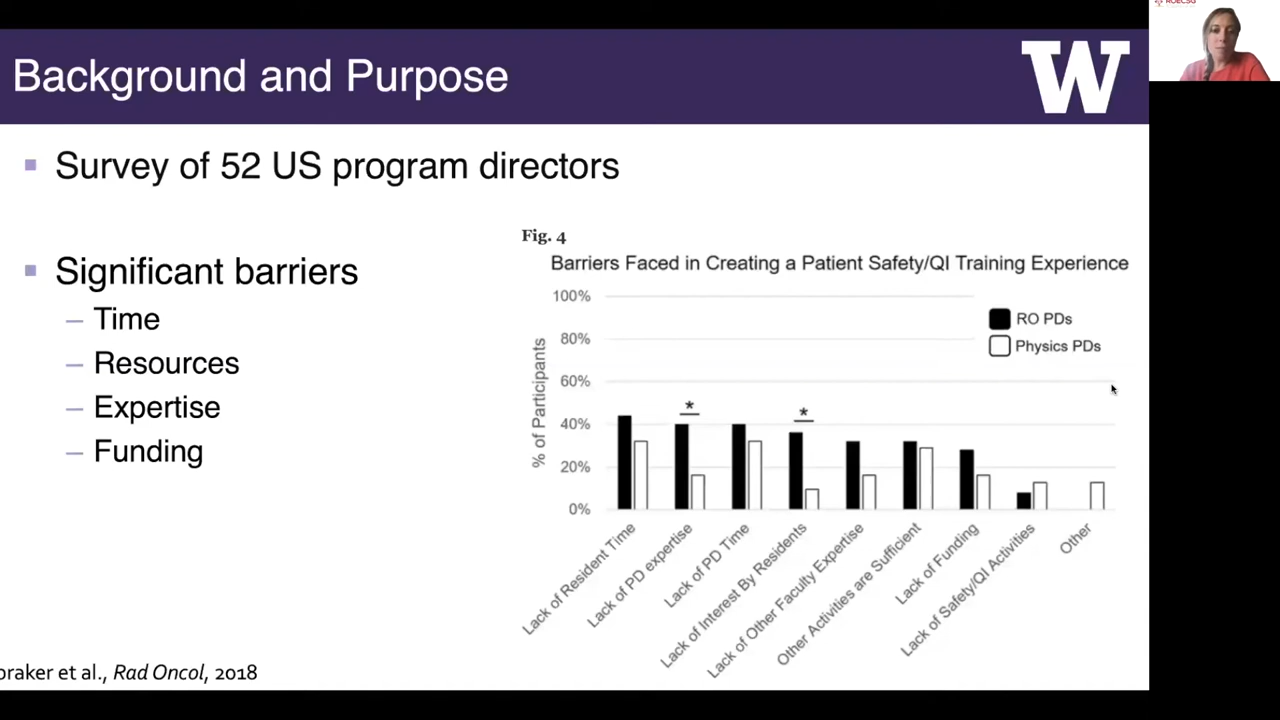 ROECSG
Background and Purpose
W
Survey of 52 US program directors
Significant barriers
– Time
– Resources
– Expertise
– Funding
Fig. 4
Barriers Faced in Creating a Patient Safety/QI Training Experience
100%
80%
60%
40%
20%
0%
% of Participants
RO PDs
Physics PDs
*
*
Lack of Resident Time
Lack of PD expertise
Lack of PD Time
Lack of Interest By Residents
Lack of Other Faculty Expertise
Other Activities are Sufficient
Lack of Funding
Lack of Safety/QI Activities
Other
braker et al., Rad Oncol, 2018